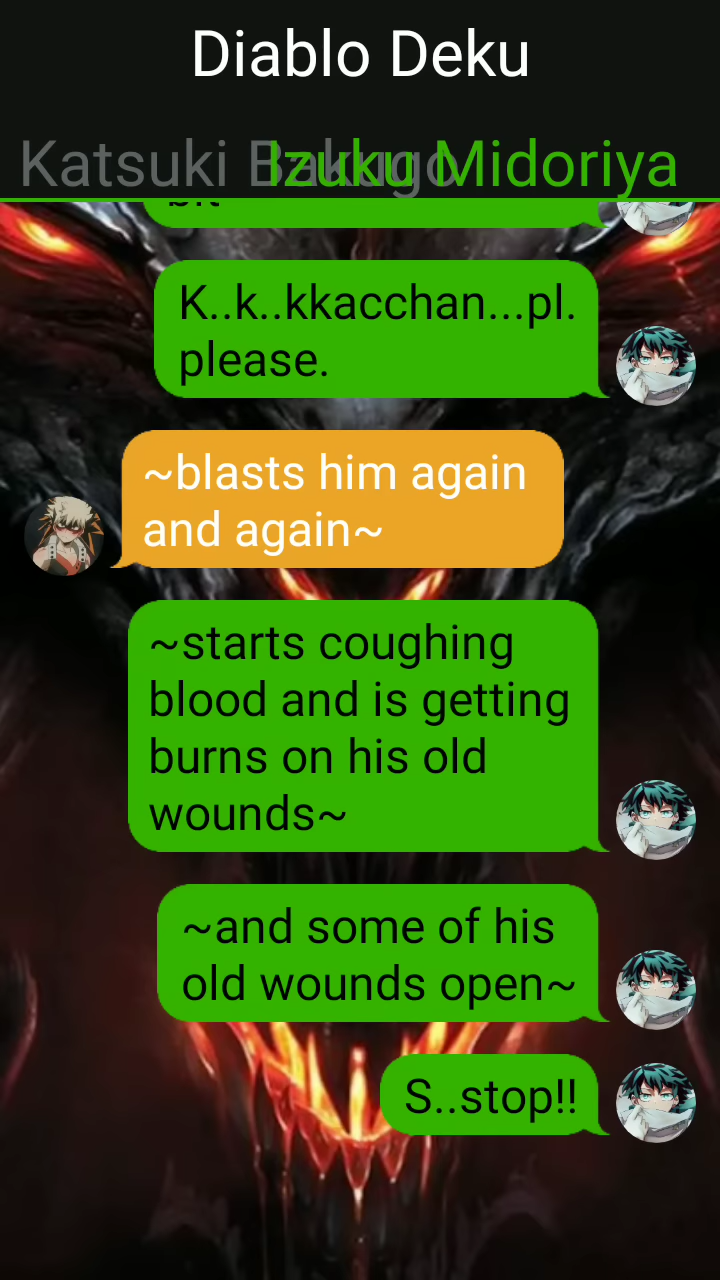 Diablo Deku
Katsuki Bakugo
Izuku Midoriya
bit
K..k..kkacchan...pl.
please.
~blasts him again
and again~
~starts coughing
blood and is getting
burns on his old
wounds~
~and some of his
old wounds open~
S..stop!!